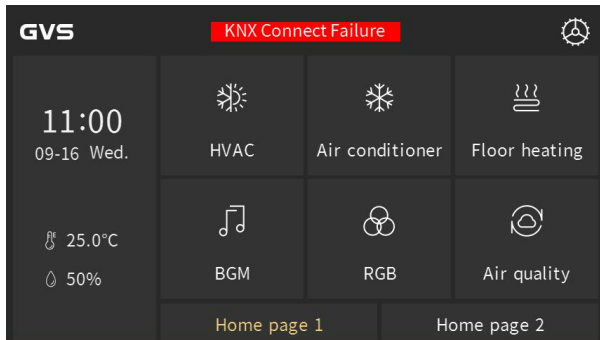 GVS
KNX Connect Failure
11:00
09-16 Wed.
25.0°C
50%
HVAC
Air conditioner
Floor heating
BGM
RGB
Air quality
Home page 1
Home page 2